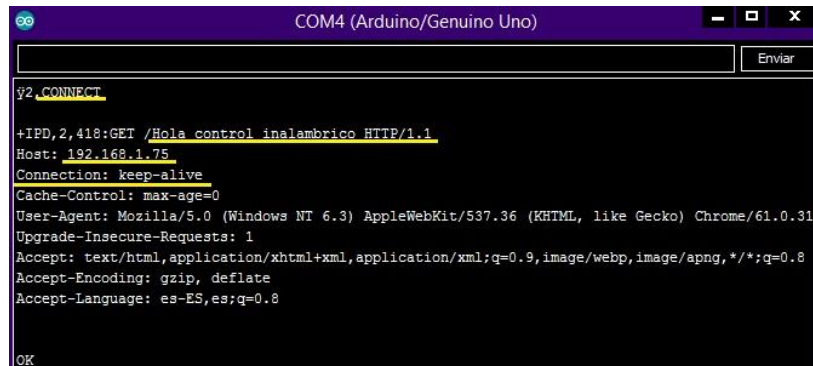 COM4 (Arduino/Genuino Uno)
Enviar
ÿ2,CONNECT
+IPD,2,418:GET /Hola control inalambrico HTTP/1.1
Host: 192.168.1.75
Connection: keep-alive
Cache-Control: max-age=0
User-Agent: Mozilla/5.0 (Windows NT 6.3) AppleWebKit/537.36 (KHTML, like Gecko) Chrome/61.0.31
Upgrade-Insecure-Requests: 1
Accept: text/html,application/xhtml+xml,application/xml;q=0.9,image/webp,image/apng,*/*;q=0.8
Accept-Encoding: gzip, deflate
Accept-Language: es-ES,es;q=0.8
OK